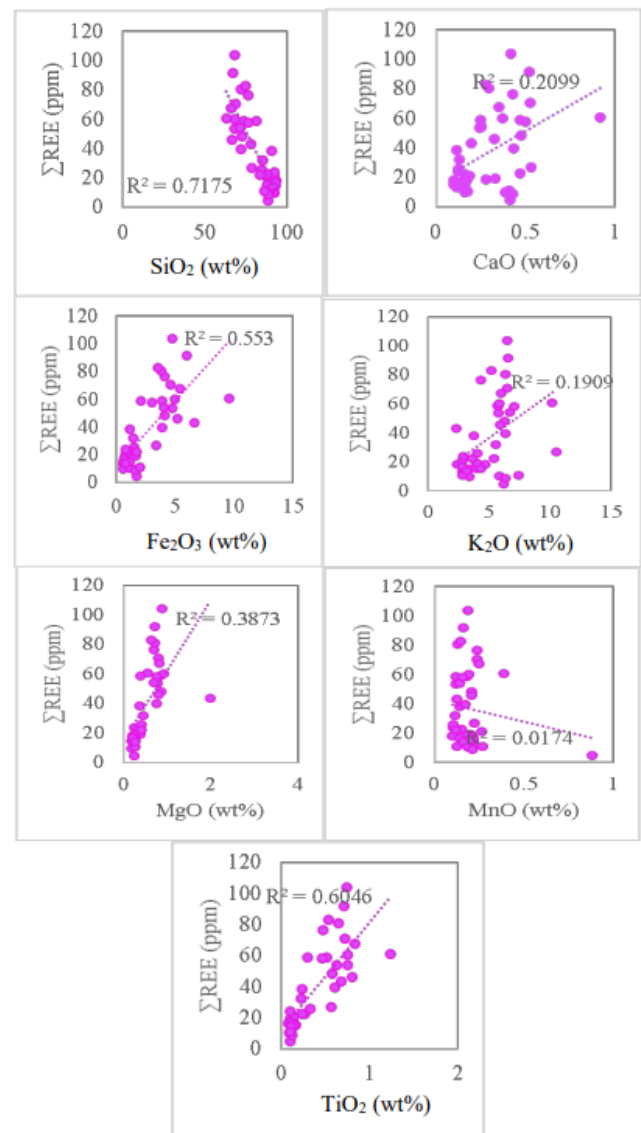 ∑REE (ppm)
120
100
80
60
40
20
0
R² = 0.7175
0 50 100
SiO₂ (wt%)
∑REE (ppm)
120
100
80
60
40
20
0
R² = 0.2099
0 0.5 1
CaO (wt%)
∑REE (ppm)
120
100
80
60
40
20
0
R² = 0.553
0 5 10 15
Fe₂O₃ (wt%)
∑REE (ppm)
120
100
80
60
40
20
0
R² = 0.1909
0 5 10 15
K₂O (wt%)
∑REE (ppm)
120
100
80
60
40
20
0
R² = 0.3873
0 2 4
MgO (wt%)
∑REE (ppm)
120
100
80
60
40
20
0
R² = 0.0174
0 0.5 1
MnO (wt%)
∑REE (ppm)
120
100
80
60
40
20
0
R² = 0.6046
0 1 2
TiO₂ (wt%)